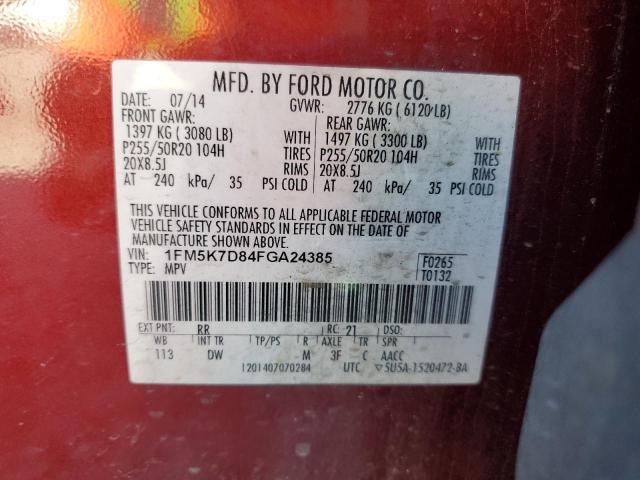 MFD. BY FORD MOTOR CO.
DATE: 07/14 GVWR: 2776 KG ( 6120 LB)
FRONT GAWR: REAR GAWR:
1397 KG ( 3080 LB) WITH 1497 KG ( 3300 LB) WITH
P255/50R20 104H TIRES P255/50R20 104H TIRES
20X8.5J RIMS 20X8.5J RIMS
AT 240 kPa/ 35 PSI COLD AT 240 kPa/ 35 PSI COLD
THIS VEHICLE CONFORMS TO ALL APPLICABLE FEDERAL MOTOR
VEHICLE SAFETY STANDARDS IN EFFECT ON THE DATE OF
MANUFACTURE SHOWN ABOVE.
VIN: 1FM5K7D84FGA24385 F0265
TYPE: MPV T0132
EXT PNT: RR RC: 21 DSO:
WB INT TR TP/PS R AXLE TR SPR
113 DW M 3F C AACC
1201407070284 UTC ▽5U5A-1520472-BA